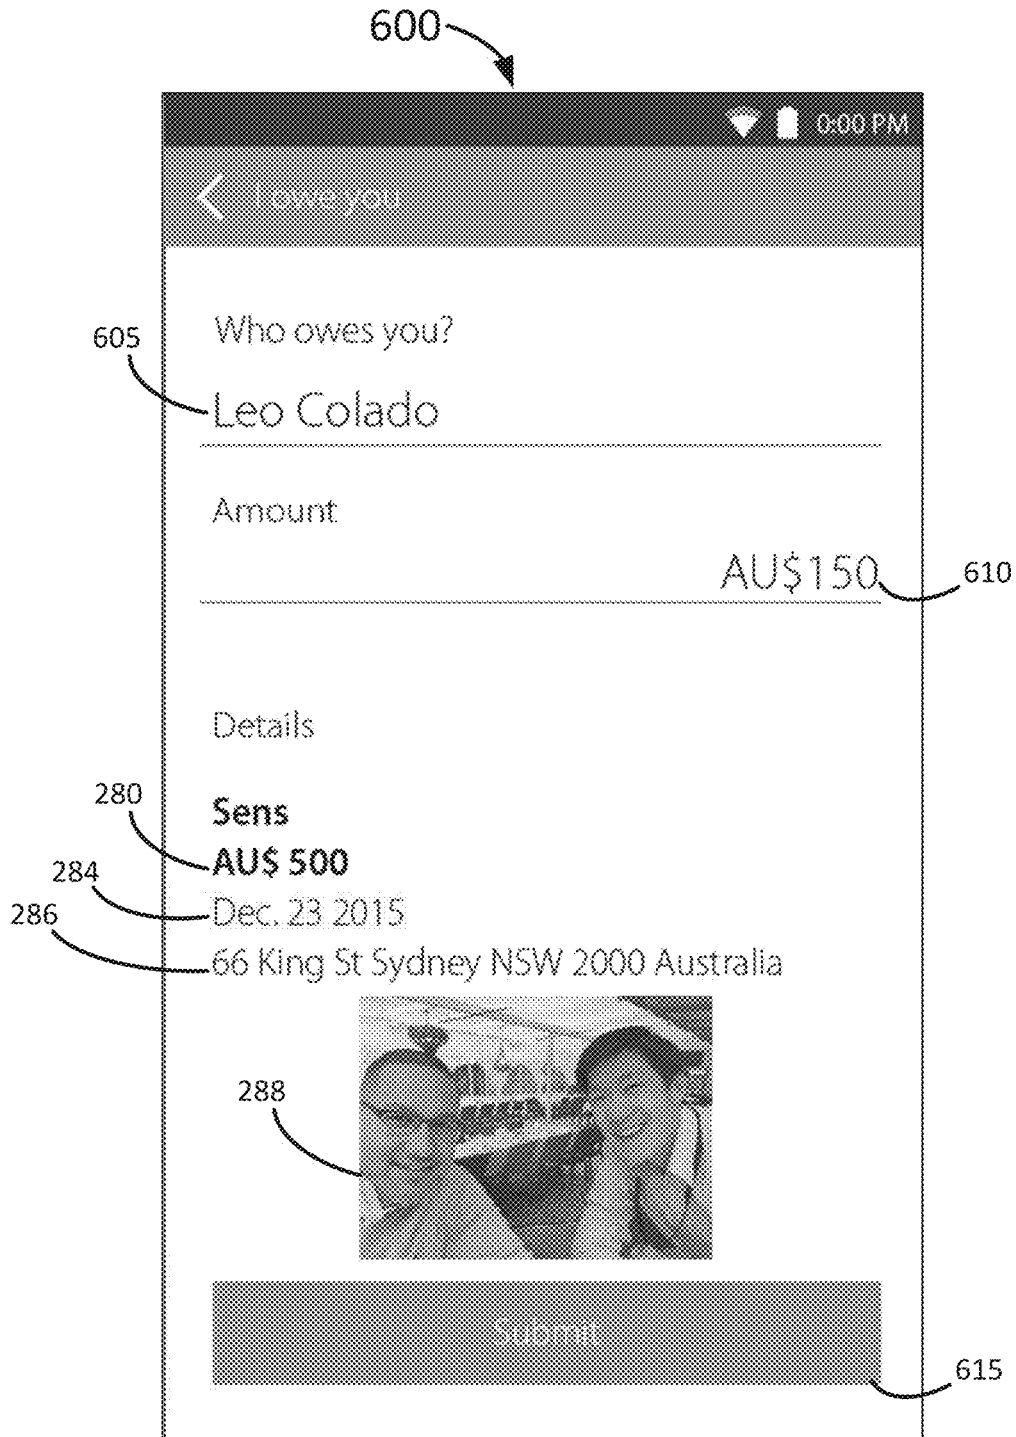 600
0:00 PM
I owe you
605
Who owes you?
Leo Colado
Amount
AU$150
610
Details
280
Sens
AU$ 500
284
Dec. 23 2015
286
66 King St Sydney NSW 2000 Australia
288
Submit
615